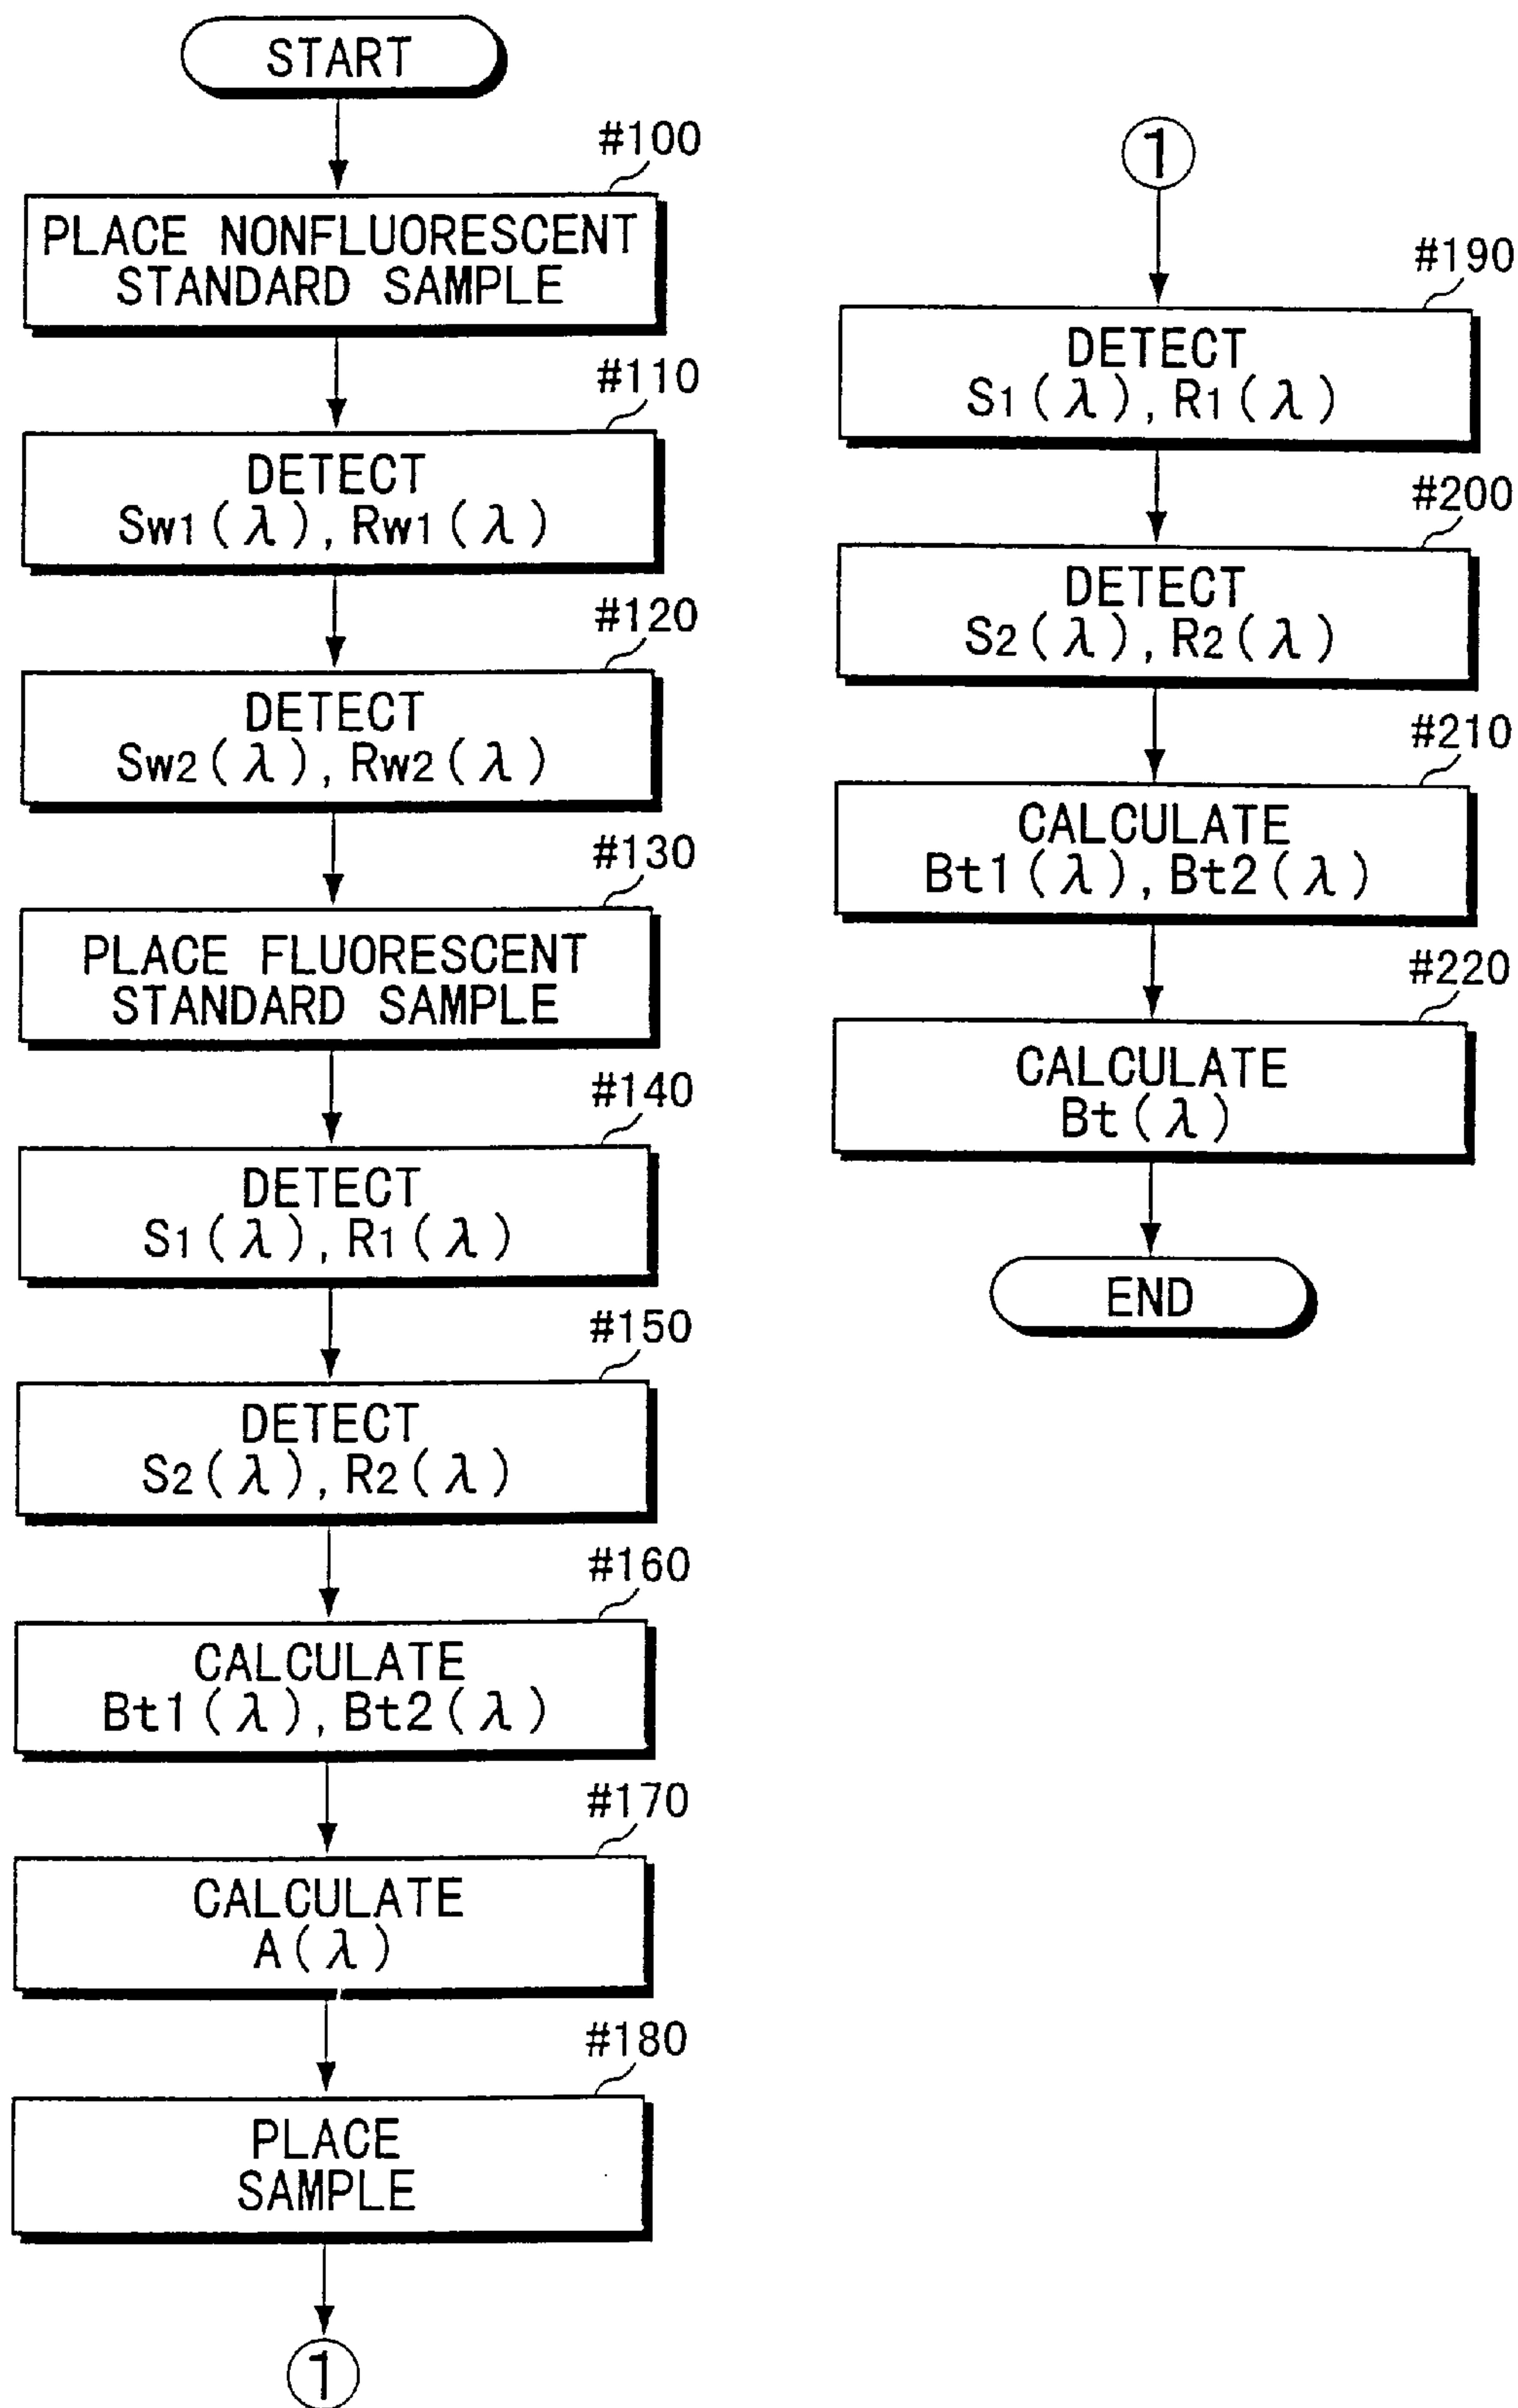 START
#100
PLACE NONFLUORESCENT
STANDARD SAMPLE
#110
DETECT
Sw1(λ), Rw1(λ)
#120
DETECT
Sw2(λ), Rw2(λ)
#130
PLACE FLUORESCENT
STANDARD SAMPLE
#140
DETECT
S1(λ), R1(λ)
#150
DETECT
S2(λ), R2(λ)
#160
CALCULATE
Bt1(λ), Bt2(λ)
#170
CALCULATE
A(λ)
#180
PLACE
SAMPLE
1
1
#190
DETECT
S1(λ), R1(λ)
#200
DETECT
S2(λ), R2(λ)
#210
CALCULATE
Bt1(λ), Bt2(λ)
#220
CALCULATE
Bt(λ)
END